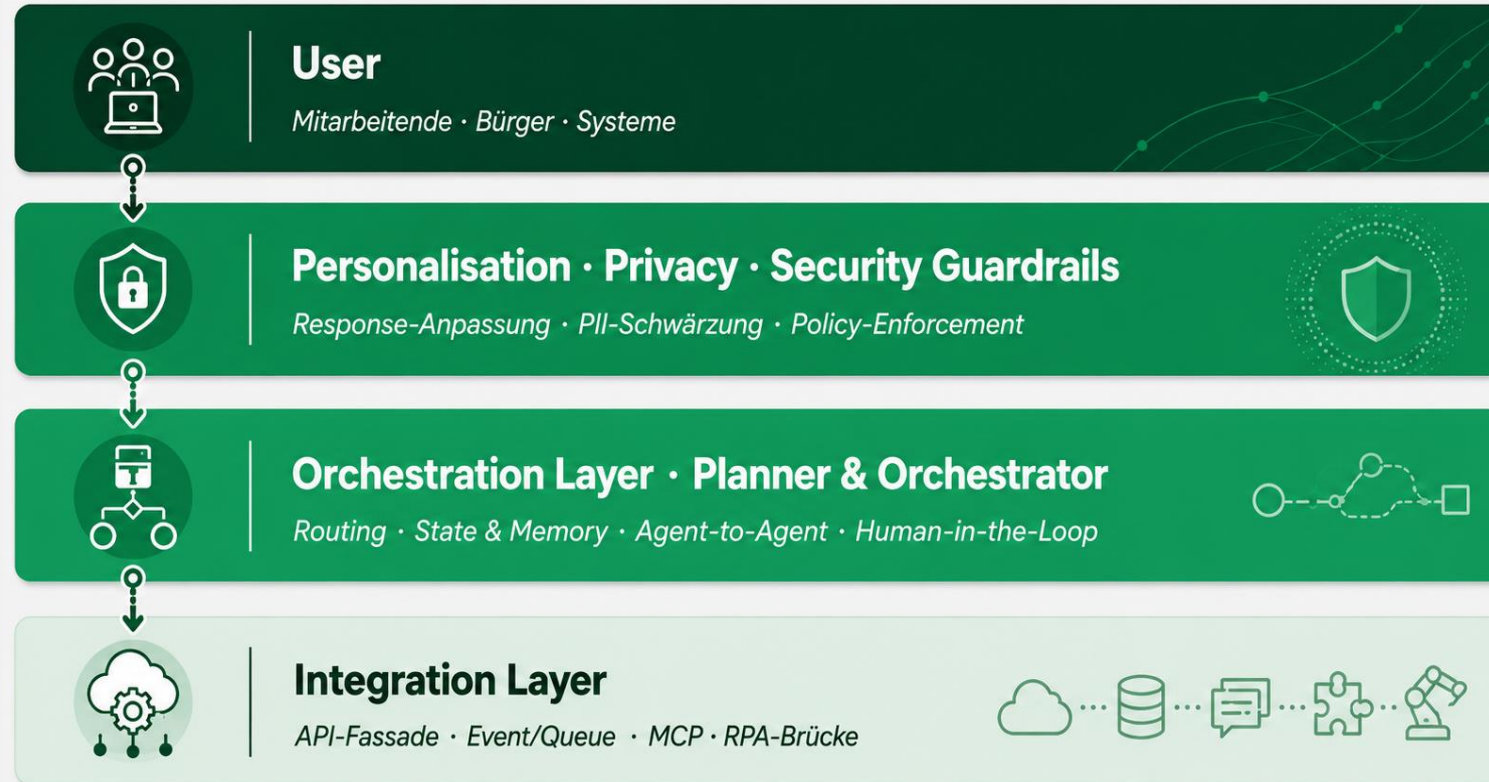 User
Mitarbeitende · Bürger · Systeme
Personalisation · Privacy · Security Guardrails
Response-Anpassung · PII-Schwärzung · Policy-Enforcement
Orchestration Layer · Planner & Orchestrator
Routing · State & Memory · Agent-to-Agent · Human-in-the-Loop
Integration Layer
API-Fassade · Event/Queue · MCP · RPA-Brücke